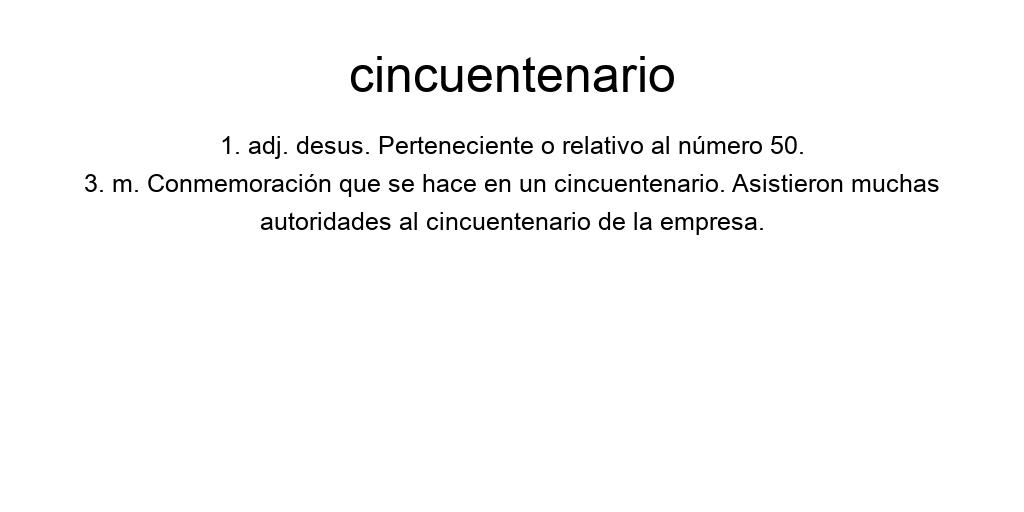 cincuentenario
1. adj. desus. Perteneciente o relativo al número 50.
3. m. Conmemoración que se hace en un cincuentenario. Asistieron muchas
autoridades al cincuentenario de la empresa.